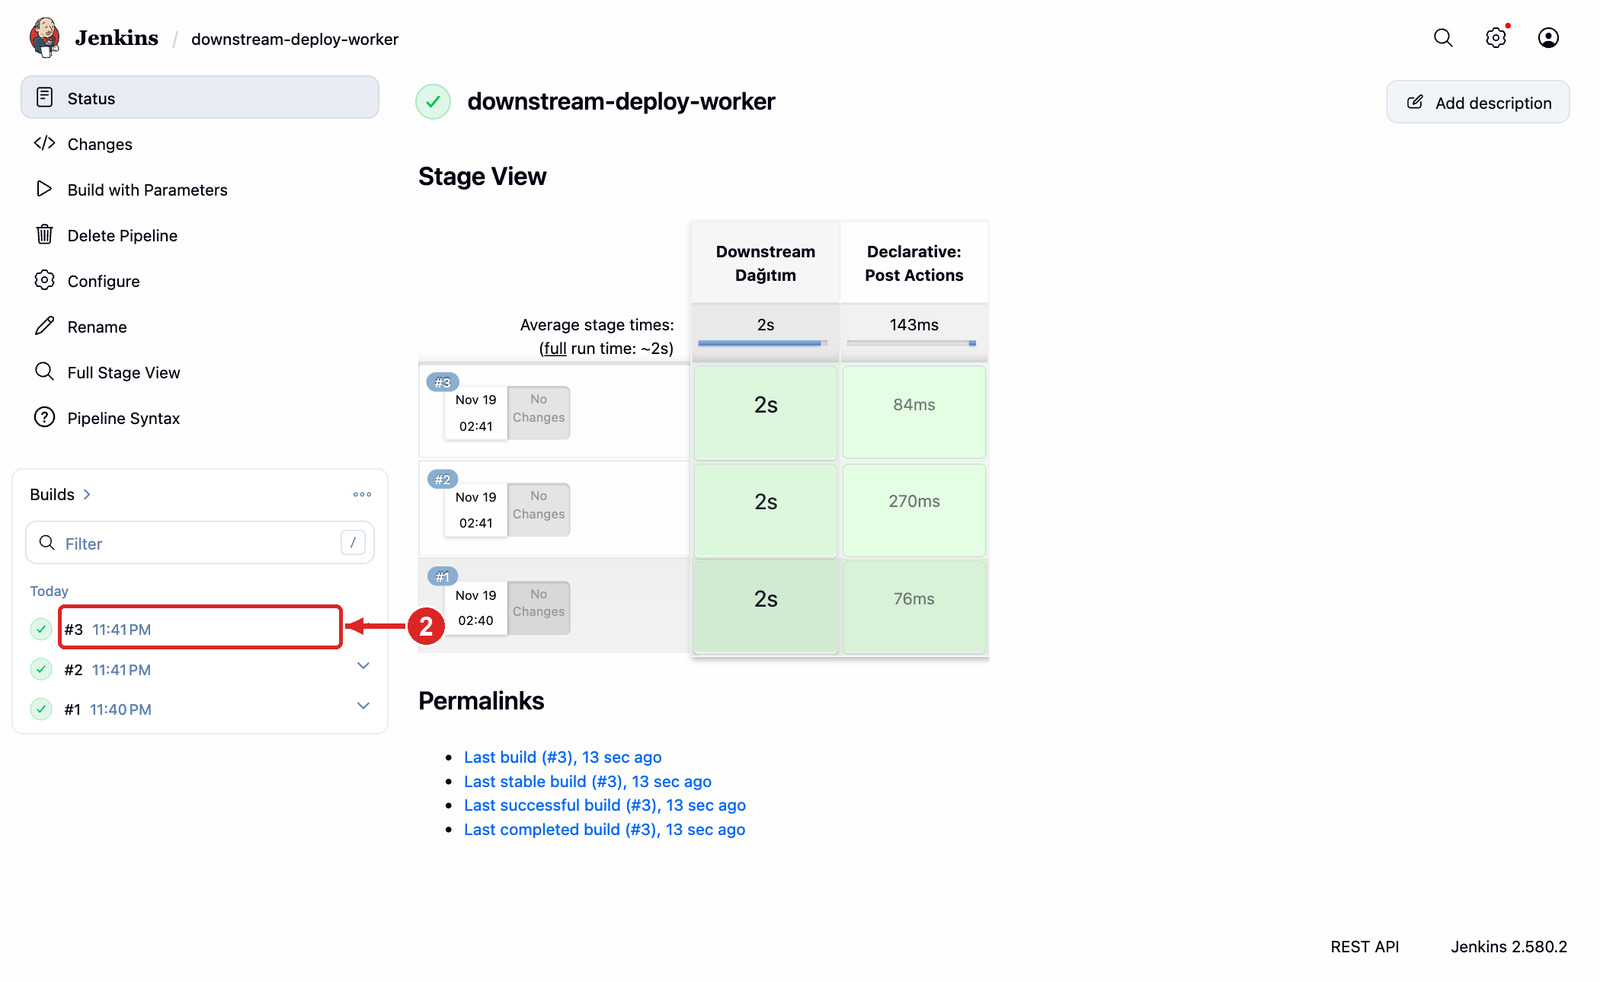 Jenkins / downstream-deploy-worker
Status
Changes
Build with Parameters
Delete Pipeline
Configure
Rename
Full Stage View
Pipeline Syntax
Builds
Filter /
Today
#3 11:41 PM
#2 11:41 PM
#1 11:40 PM
2
downstream-deploy-worker
Add description
Stage View
Downstream
Dağıtım
Declarative:
Post Actions
Average stage times:
(full run time: ~2s)
2s
143ms
#3
Nov 19
02:41
No
Changes
2s
84ms
#2
Nov 19
02:41
No
Changes
2s
270ms
#1
Nov 19
02:40
No
Changes
2s
76ms
Permalinks
Last build (#3), 13 sec ago
Last stable build (#3), 13 sec ago
Last successful build (#3), 13 sec ago
Last completed build (#3), 13 sec ago
REST API
Jenkins 2.580.2